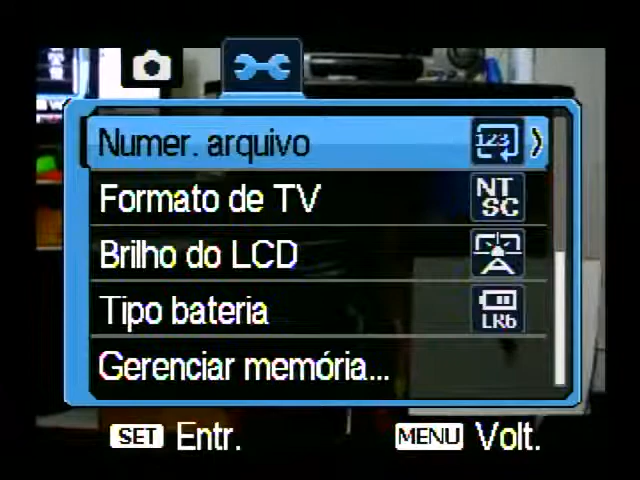 Numer. arquivo 123
Formato de TV NT SC
Brilho do LCD
Tipo bateria LR6
Gerenciar memória...
SET Entr. MENU Volt.